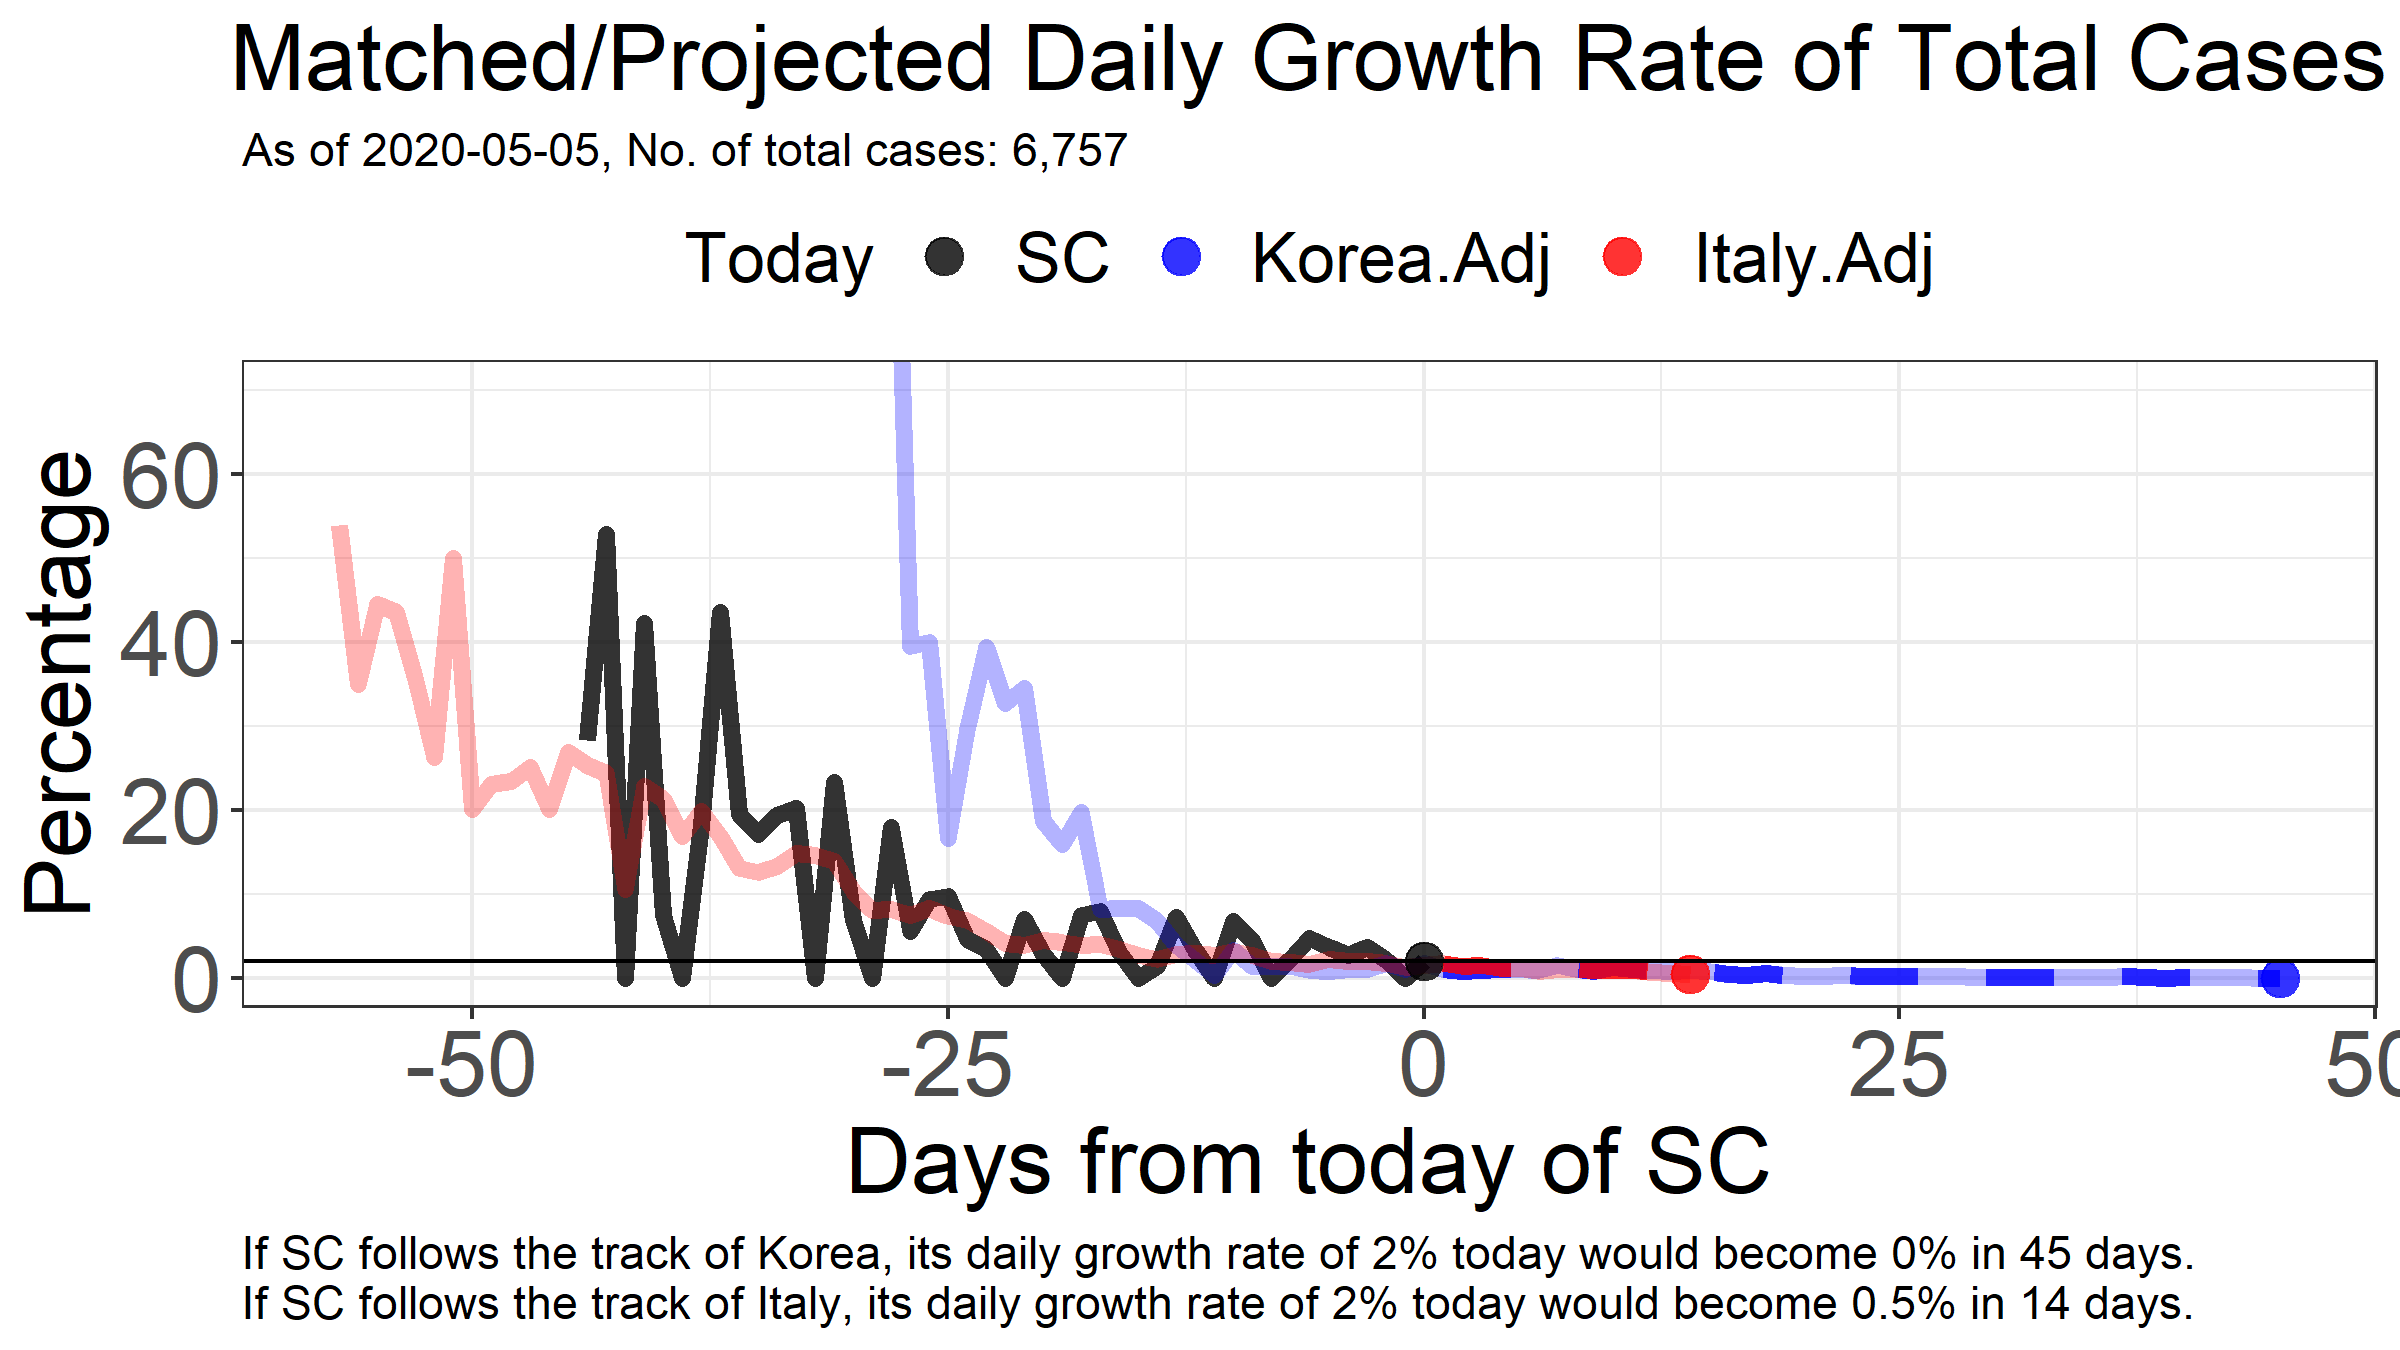 Matched/Projected Daily Growth Rate of Total Cases
As of 2020-05-05, No. of total cases: 6,757
Today SC Korea.Adj Italy.Adj
Percentage
60
40
20
0
-50 -25 0 25 50
Days from today of SC
If SC follows the track of Korea, its daily growth rate of 2% today would become 0% in 45 days.
If SC follows the track of Italy, its daily growth rate of 2% today would become 0.5% in 14 days.